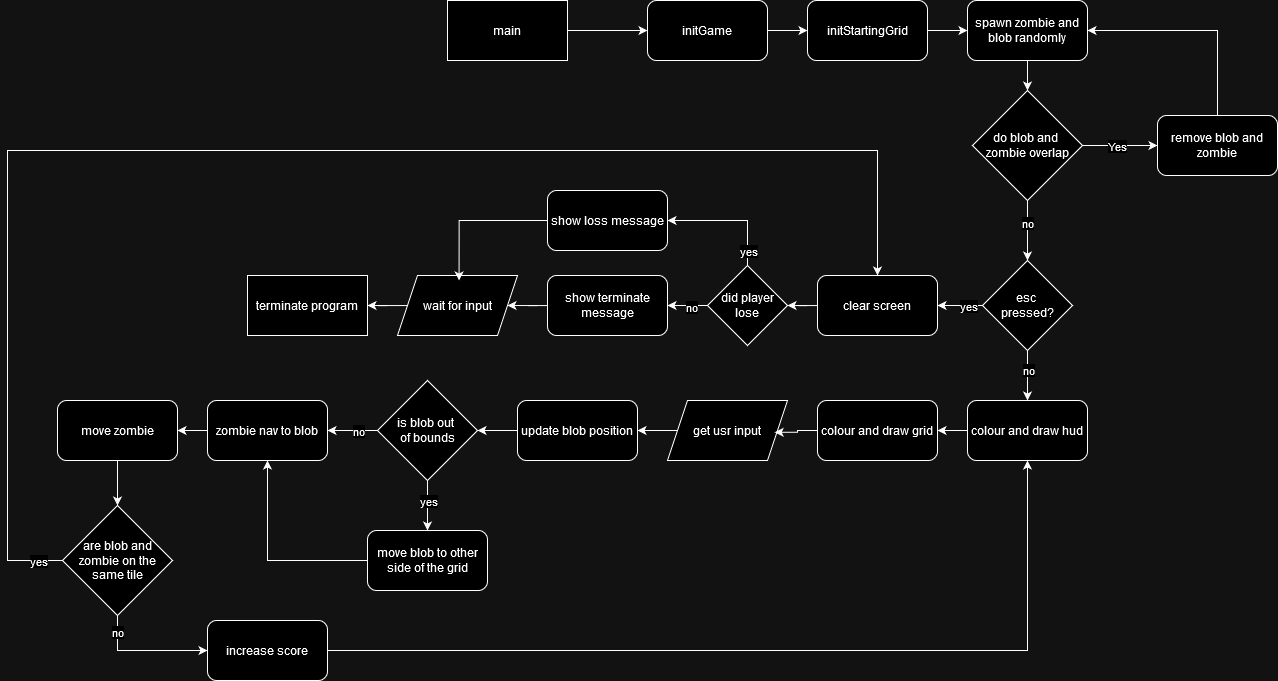 main
initGame
initStartingGrid
spawn zombie and
blob randomly
do blob and
zombie overlap
Yes
remove blob and
zombie
no
show loss message
yes
terminate program
wait for input
show terminate
message
no
did player
lose
clear screen
yes
esc
pressed?
no
move zombie
zombie nav to blob
no
is blob out
of bounds
update blob position
get usr input
colour and draw grid
colour and draw hud
yes
move blob to other
side of the grid
are blob and
zombie on the
same tile
yes
no
increase score